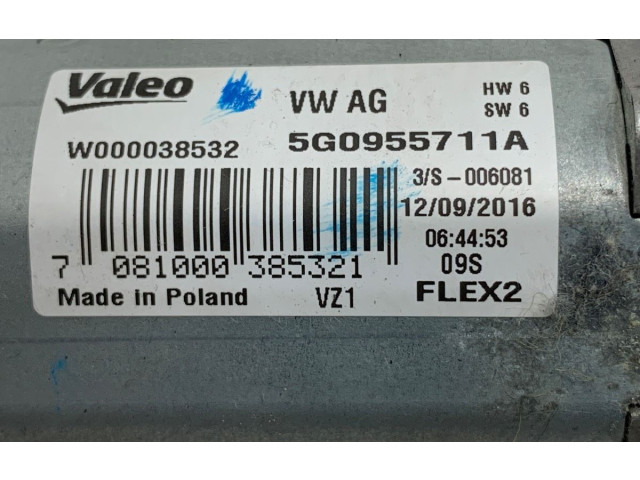 Valeo
VW AG
HW 6
SW 6
W000038532
5G0955711A
3/S-006081
12/09/2016
06:44:53
7 081000 385321
09S
Made in Poland
VZ1
FLEX2